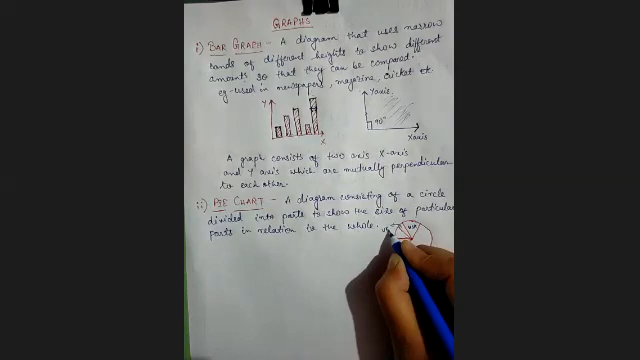 GRAPHS
i) BAR GRACH - A diagram that uses narrow
bands of different heights to show different
amounts so that they can be compared.
eg - used in newspapers, magazine, cricket etc.
Y
X
Y axis
90°
X axis
A graph consists of two axis X-axis
and Y axis which are mutually perpendicular
to each other.
ii) PIE CHART - A diagram consisting of a circle
divided into parts to show the size of particular
parts in relation to the whole.